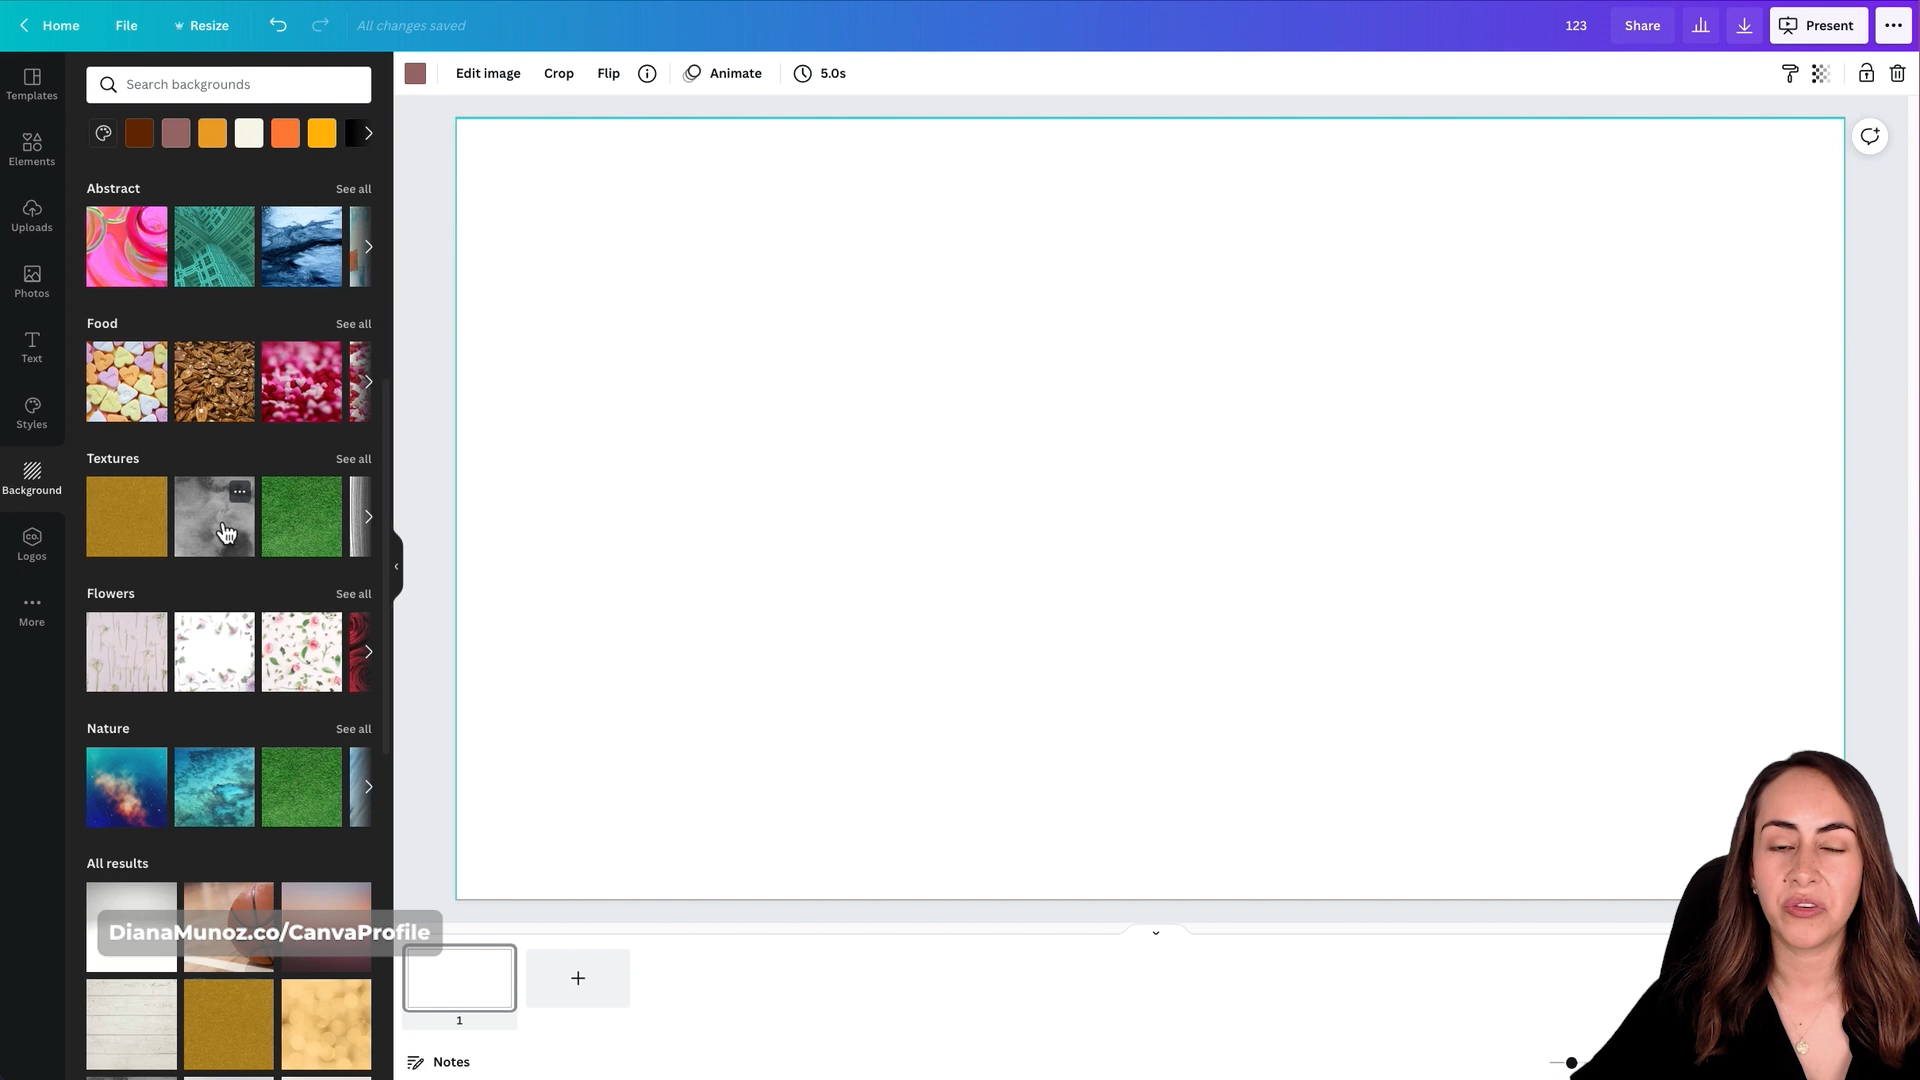 Home
File
Resize
All changes saved
123
Share
Present
Templates
Elements
Uploads
Photos
Text
Styles
Background
CO.
Logos
More
Search backgrounds
Abstract
See all
Food
See all
Textures
See all
Flowers
See all
Nature
See all
All results
DianaMunoz.co/CanvaProfile
Edit image
Crop
Flip
Animate
5.0s
1
Notes